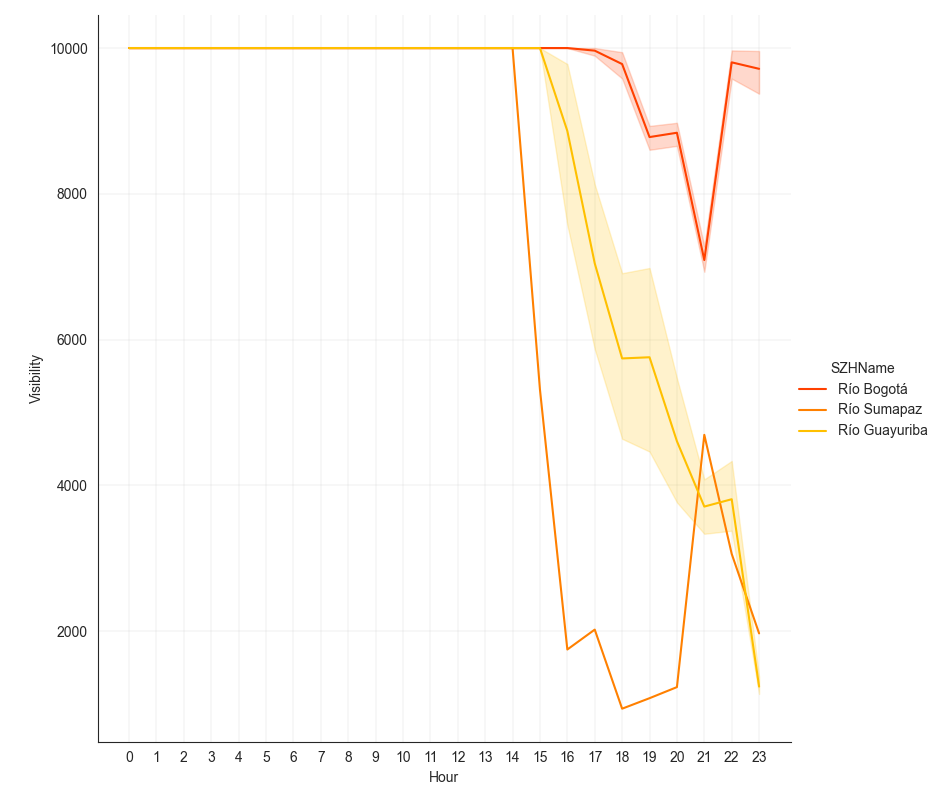 10000
8000
6000
4000
2000
Visibility
0 1 2 3 4 5 6 7 8 9 10 11 12 13 14 15 16 17 18 19 20 21 22 23
Hour
SZHName
Río Bogotá
Río Sumapaz
Río Guayuriba